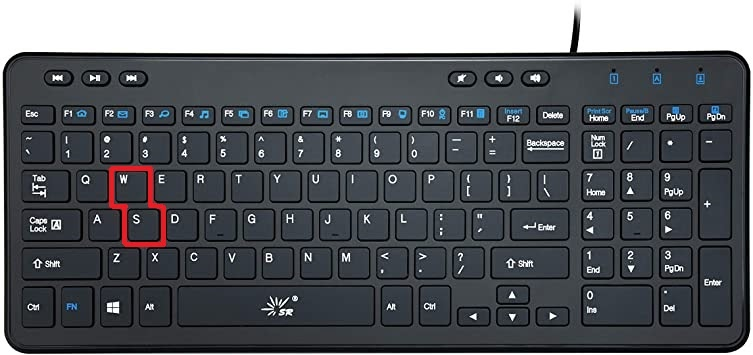 1 A
Esc F1 F2 F3 F4 F5 F6 F7 F8 F9 F10 F11 Insert F12 Delete Print Scr Home Pause/B End PgUp PgDn
~ ! @ # $ % ^ & * ( ) _ + Backspace Num Lock 1 / * -
` 1 2 3 4 5 6 7 8 9 0 - =
Tab Q W E R T Y U I O P { [ } ] | \ 7 Home 8 ▲ 9 PgUp +
Caps Lock A A S D F G H J K L : ; " ' Enter 4 ◄ 5 6 ►
Shift Z X C V B N M < , > . ? / Shift 1 End 2 ▼ 3 PgDn Enter
Ctrl FN Alt SR ® Alt Ctrl ◄ ▲ ▼ ► 0 Ins . Del